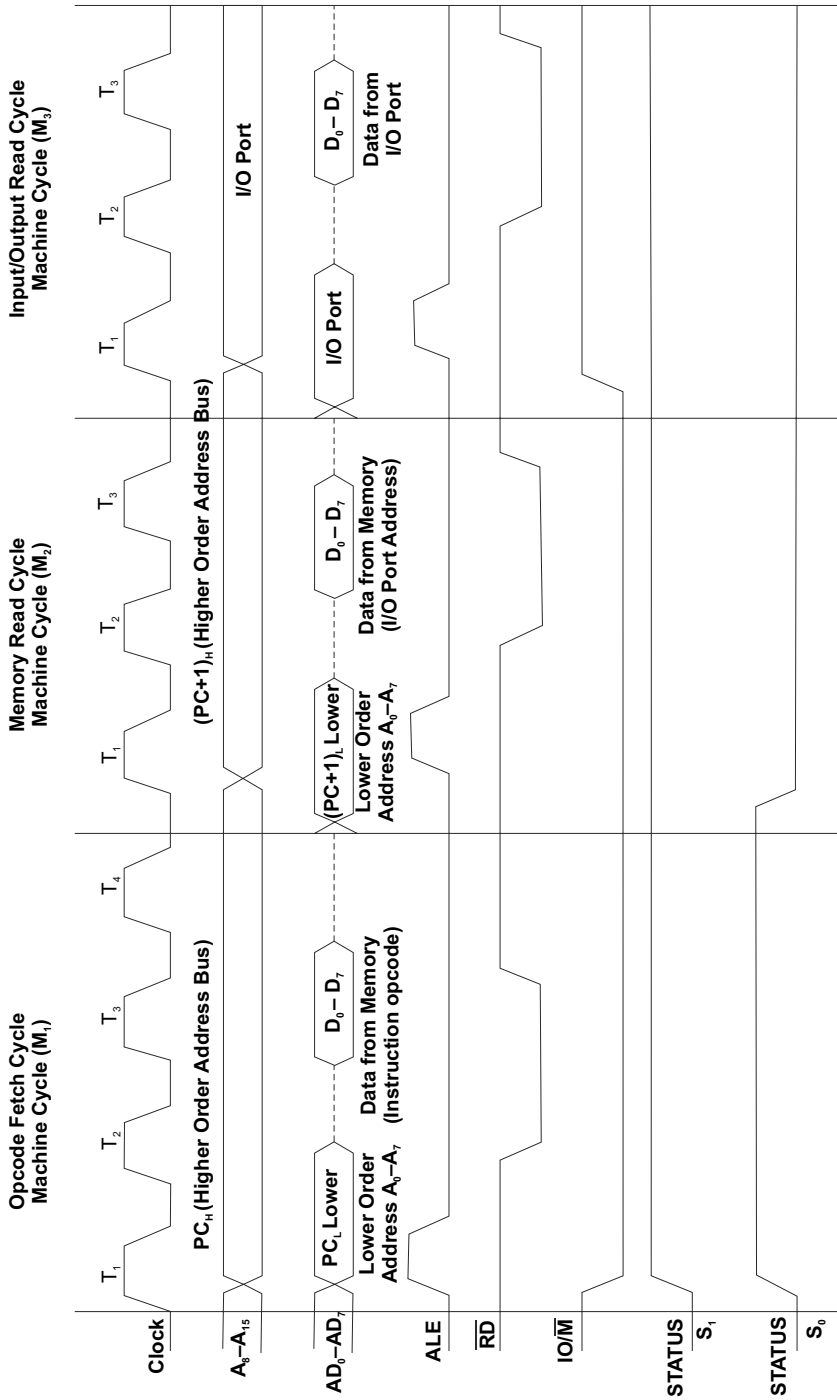 Opcode Fetch Cycle
Machine Cycle (M₁)
Memory Read Cycle
Machine Cycle (M₂)
Input/Output Read Cycle
Machine Cycle (M₃)
T₁
T₂
T₃
T₄
T₁
T₂
T₃
T₁
T₂
T₃
Clock
PC_H (Higher Order Address Bus)
(PC+1)_H (Higher Order Address Bus)
A₈–A₁₅
I/O Port
AD₀–AD₇
PC_L Lower
D₀– D₇
(PC+1)_L Lower
D₀– D₇
I/O Port
D₀– D₇
Lower Order
Address A₀–A₇
Data from Memory
(Instruction opcode)
Lower Order
Address A₀–A₇
Data from Memory
(I/O Port Address)
Data from
I/O Port
ALE
R̅D̅
IO/M̅
STATUS
S₁
STATUS
S₀